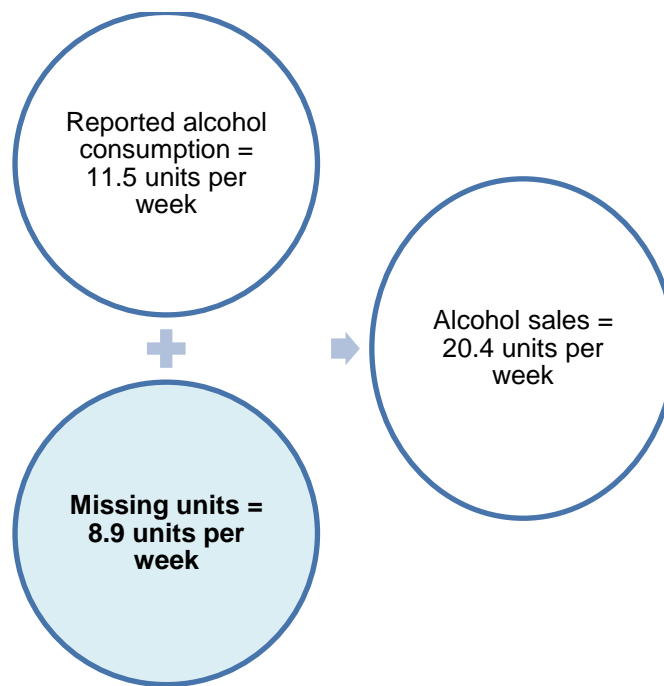 Reported alcohol
consumption =
11.5 units per
week
Missing units =
8.9 units per
week
Alcohol sales =
20.4 units per
week